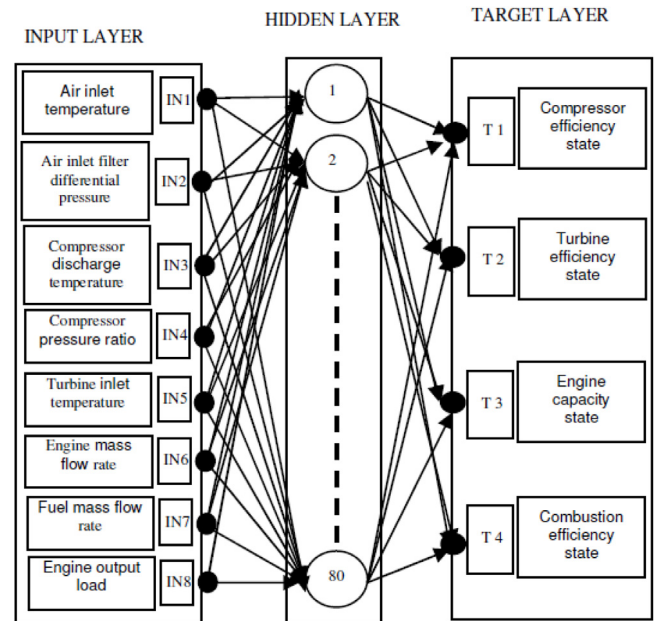 INPUT LAYER
HIDDEN LAYER
TARGET LAYER
Air inlet
temperature
IN1
Air inlet filter
differential
pressure
IN2
Compressor
discharge
temperature
IN3
Compressor
pressure ratio
IN4
Turbine inlet
temperature
IN5
Engine mass
flow rate
IN6
Fuel mass flow
rate
IN7
Engine output
load
IN8
1
2
80
T 1
Compressor
efficiency
state
T 2
Turbine
efficiency
state
T 3
Engine
capacity
state
T 4
Combustion
efficiency
state